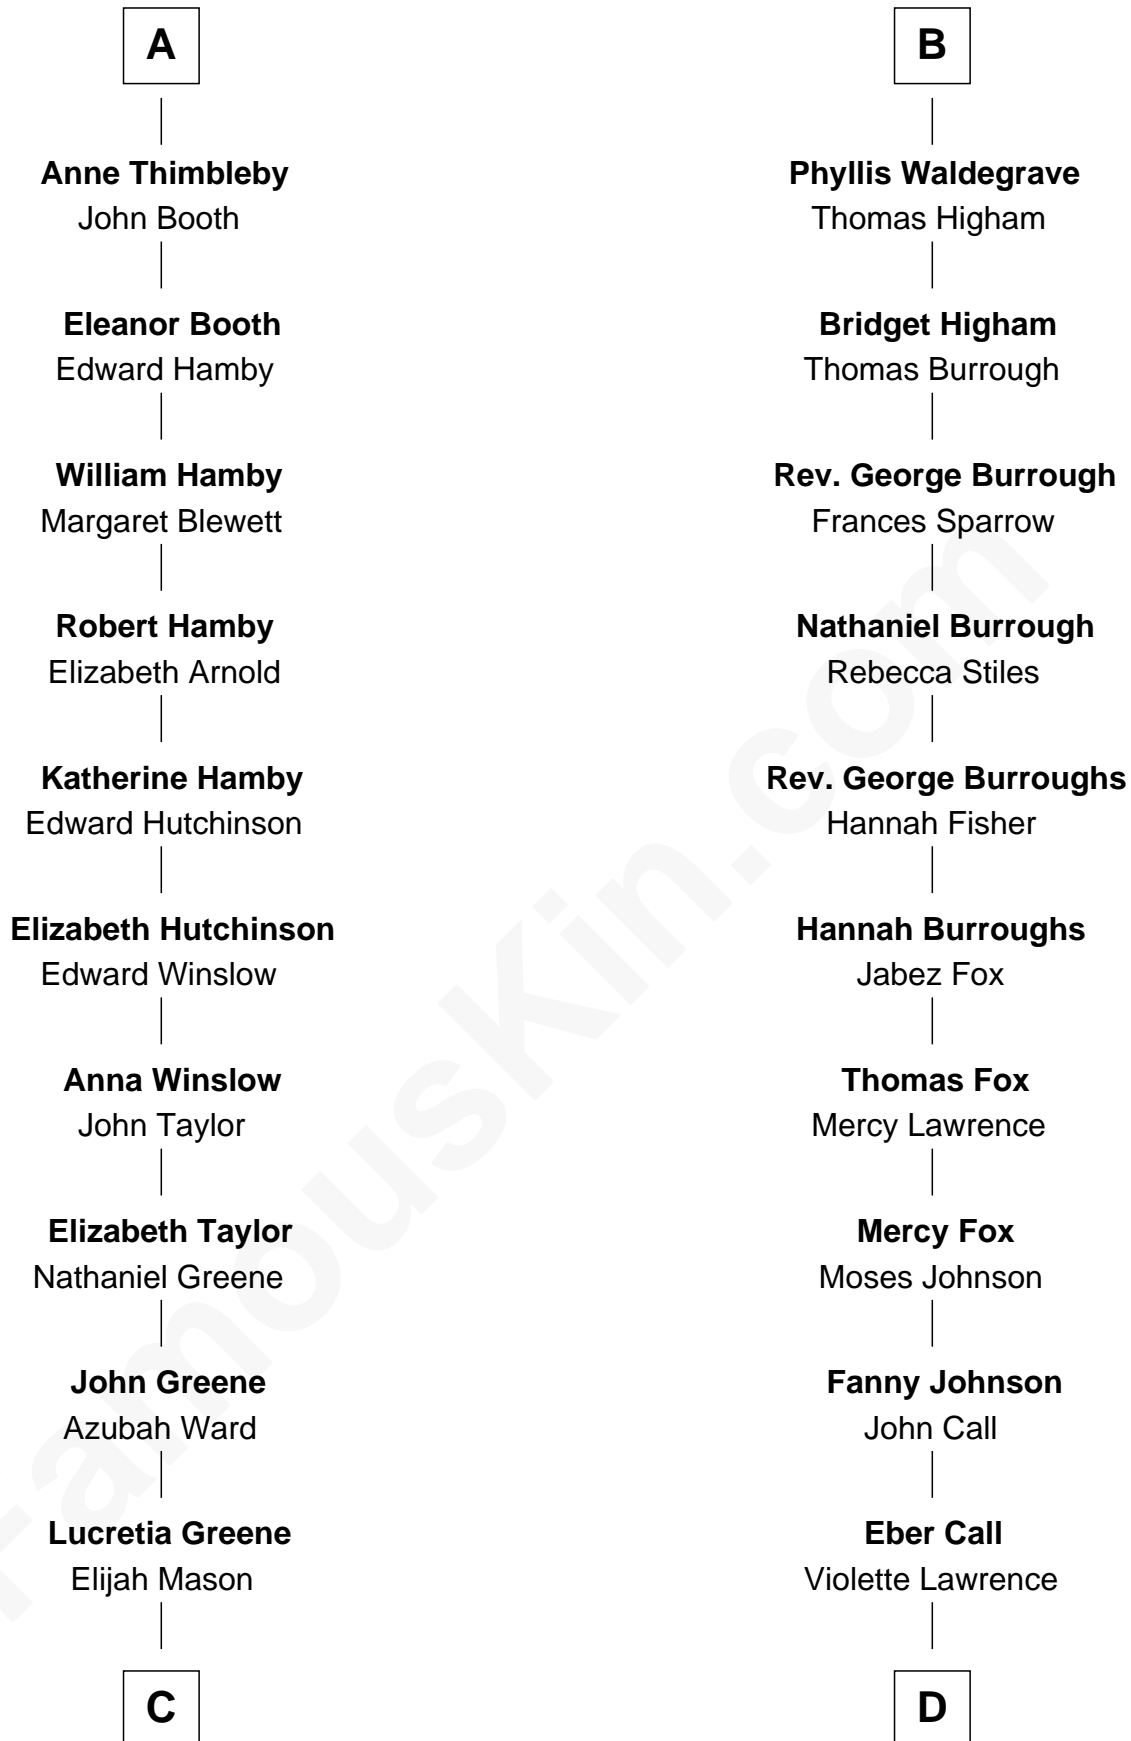 A
Anne Thimbleby
John Booth
Eleanor Booth
Edward Hamby
William Hamby
Margaret Blewett
Robert Hamby
Elizabeth Arnold
Katherine Hamby
Edward Hutchinson
Elizabeth Hutchinson
Edward Winslow
Anna Winslow
John Taylor
Elizabeth Taylor
Nathaniel Greene
John Greene
Azubah Ward
Lucretia Greene
Elijah Mason
C
B
Phyllis Waldegrave
Thomas Higham
Bridget Higham
Thomas Burrough
Rev. George Burrough
Frances Sparrow
Nathaniel Burrough
Rebecca Stiles
Rev. George Burroughs
Hannah Fisher
Hannah Burroughs
Jabez Fox
Thomas Fox
Mercy Lawrence
Mercy Fox
Moses Johnson
Fanny Johnson
John Call
Eber Call
Violette Lawrence
D
FamousKin.com